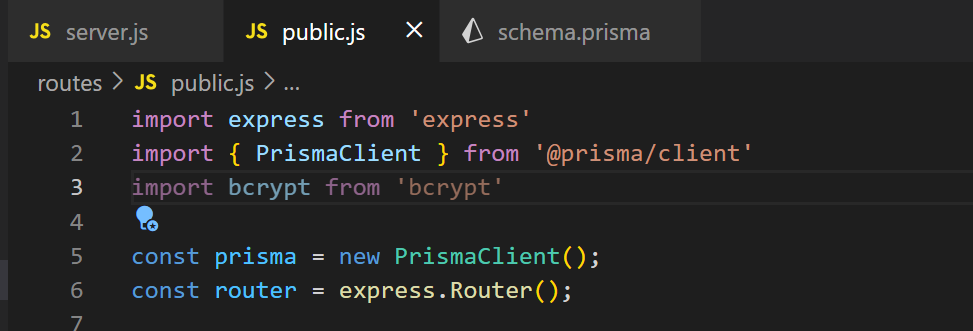 JS server.js JS public.js × schema.prisma
routes > JS public.js > ...
1 import express from 'express'
2 import { PrismaClient } from '@prisma/client'
3 import bcrypt from 'bcrypt'
4
5 const prisma = new PrismaClient();
6 const router = express.Router();
7